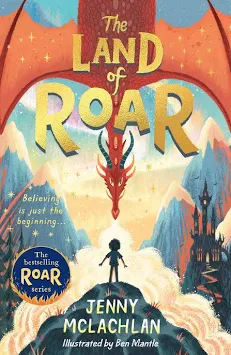 The
LAND
of
ROAR
Believing
is just the
beginning...
The
bestselling
ROAR
series
JENNY
MCLACHLAN
Illustrated by Ben Mantle